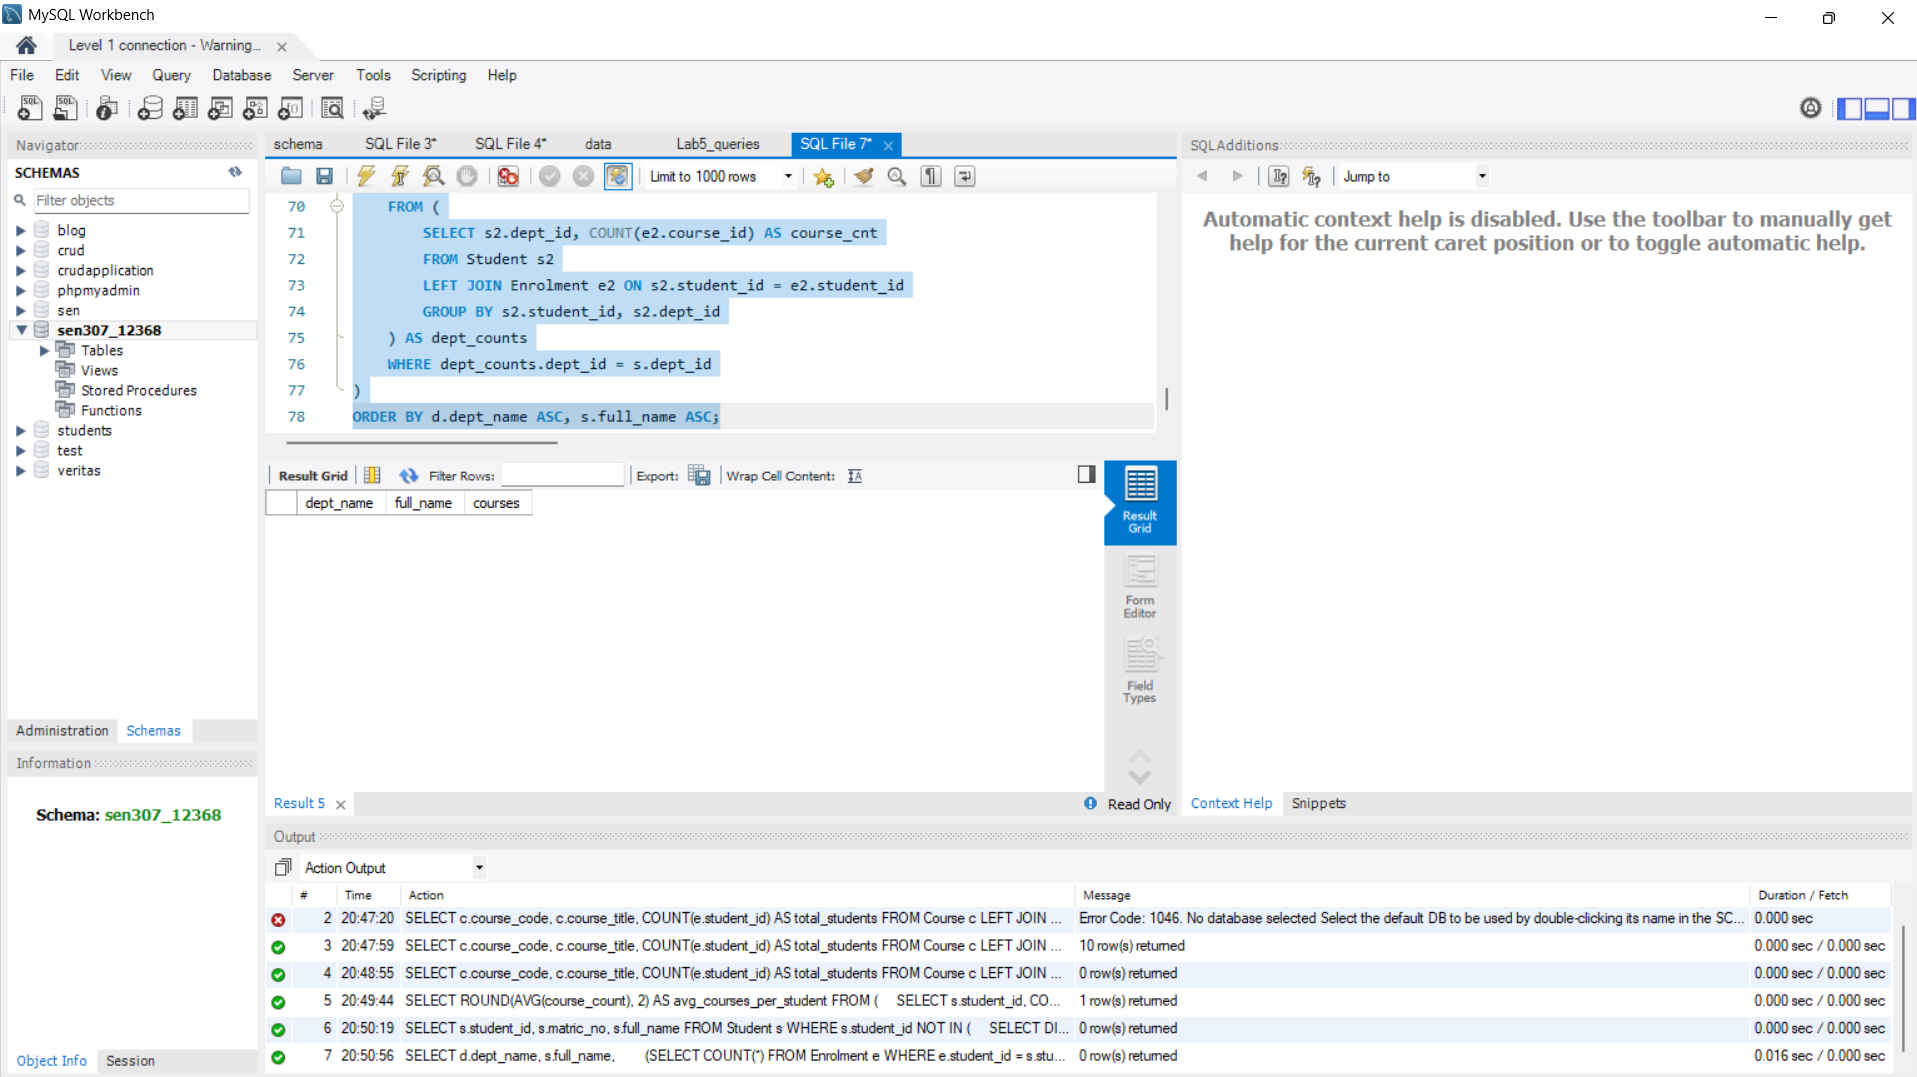 MySQL Workbench
Level 1 connection - Warning...
File Edit View Query Database Server Tools Scripting Help
Navigator
SCHEMAS
Filter objects
blog
crud
crudapplication
phpmyadmin
sen
sen307_12368
Tables
Views
Stored Procedures
Functions
students
test
veritas
Administration Schemas
Information
Schema: sen307_12368
Object Info Session
schema SQL File 3* SQL File 4* data Lab5_queries SQL File 7*
Limit to 1000 rows
70 FROM (
71 SELECT s2.dept_id, COUNT(e2.course_id) AS course_cnt
72 FROM Student s2
73 LEFT JOIN Enrolment e2 ON s2.student_id = e2.student_id
74 GROUP BY s2.student_id, s2.dept_id
75 ) AS dept_counts
76 WHERE dept_counts.dept_id = s.dept_id
77 )
78 ORDER BY d.dept_name ASC, s.full_name ASC;
Result Grid Filter Rows: Export: Wrap Cell Content:
dept_name full_name courses
Result Grid
Form Editor
Field Types
Result 5 Read Only
SQLAdditions
Jump to
Automatic context help is disabled. Use the toolbar to manually get
help for the current caret position or to toggle automatic help.
Context Help Snippets
Output
Action Output
# Time Action Message Duration / Fetch
2 20:47:20 SELECT c.course_code, c.course_title, COUNT(e.student_id) AS total_students FROM Course c LEFT JOIN ... Error Code: 1046. No database selected Select the default DB to be used by double-clicking its name in the SC... 0.000 sec
3 20:47:59 SELECT c.course_code, c.course_title, COUNT(e.student_id) AS total_students FROM Course c LEFT JOIN ... 10 row(s) returned 0.000 sec / 0.000 sec
4 20:48:55 SELECT c.course_code, c.course_title, COUNT(e.student_id) AS total_students FROM Course c LEFT JOIN ... 0 row(s) returned 0.000 sec / 0.000 sec
5 20:49:44 SELECT ROUND(AVG(course_count), 2) AS avg_courses_per_student FROM ( SELECT s.student_id, CO... 1 row(s) returned 0.000 sec / 0.000 sec
6 20:50:19 SELECT s.student_id, s.matric_no, s.full_name FROM Student s WHERE s.student_id NOT IN ( SELECT DI... 0 row(s) returned 0.000 sec / 0.000 sec
7 20:50:56 SELECT d.dept_name, s.full_name, (SELECT COUNT(*) FROM Enrolment e WHERE e.student_id = s.stu... 0 row(s) returned 0.016 sec / 0.000 sec